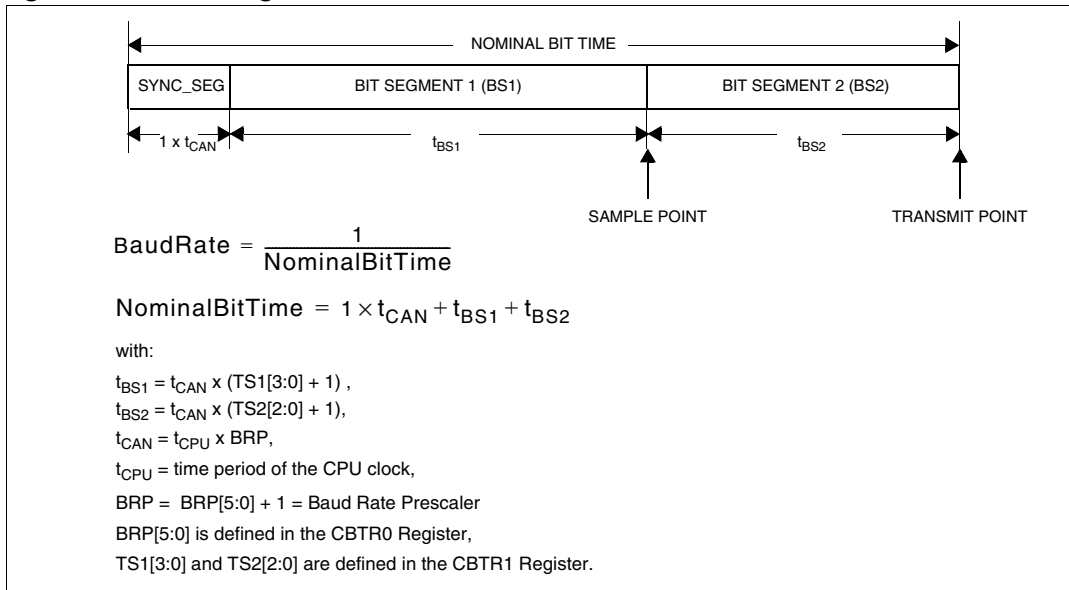 NOMINAL BIT TIME
SYNC_SEG BIT SEGMENT 1 (BS1) BIT SEGMENT 2 (BS2)
1 x tCAN tBS1 tBS2
SAMPLE POINT TRANSMIT POINT
BaudRate = 1 / NominalBitTime
NominalBitTime = 1 × tCAN + tBS1 + tBS2
with:
tBS1 = tCAN x (TS1[3:0] + 1) ,
tBS2 = tCAN x (TS2[2:0] + 1),
tCAN = tCPU x BRP,
tCPU = time period of the CPU clock,
BRP = BRP[5:0] + 1 = Baud Rate Prescaler
BRP[5:0] is defined in the CBTR0 Register,
TS1[3:0] and TS2[2:0] are defined in the CBTR1 Register.